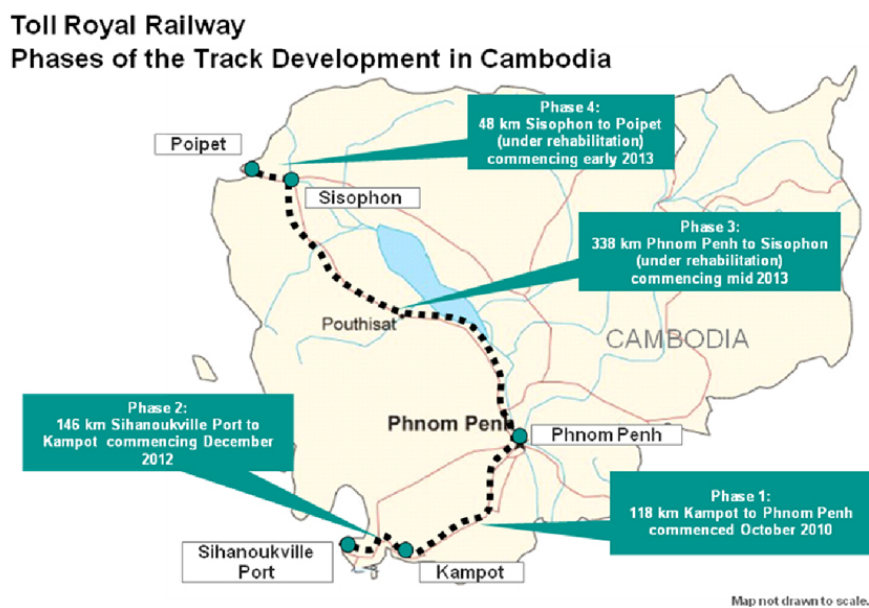 Toll Royal Railway
Phases of the Track Development in Cambodia
Phase 4:
48 km Sisophon to Poipet
(under rehabilitation)
commencing early 2013
Poipet
Sisophon
Phase 3:
338 km Phnom Penh to Sisophon
(under rehabilitation)
commencing mid 2013
Pouthisat
CAMBODIA
Phase 2:
146 km Sihanoukville Port to
Kampot commencing December
2012
Phnom Penh
Phnom Penh
Phase 1:
118 km Kampot to Phnom Penh
commenced October 2010
Sihanoukville
Port
Kampot
Map not drawn to scale.